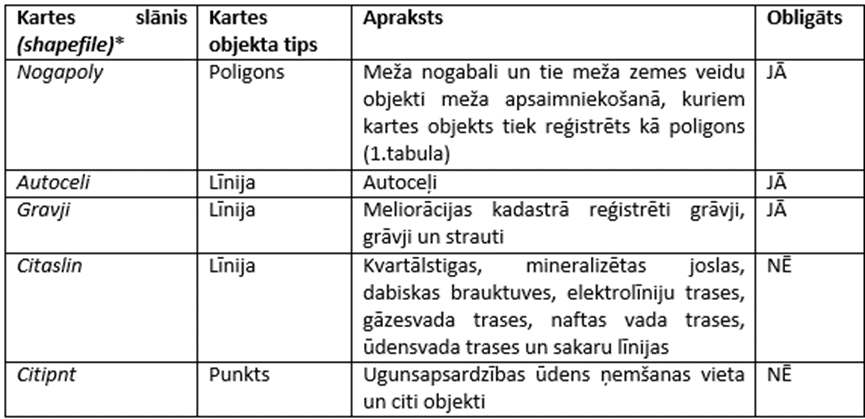 Kartes slānis Kartes Apraksts Obligāts
(shapefile)* objekta tips
Nogapoly Poligons Meža nogabali un tie meža zemes veidu JĀ
objekti meža apsaimniekošanā, kuriem
kartes objekts tiek reģistrēts kā poligons
(1.tabula)
Autoceli Līnija Autoceļi JĀ
Gravji Līnija Meliorācijas kadastrā reģistrēti grāvji, JĀ
grāvji un strauti
Citaslin Līnija Kvartālstigas, mineralizētas joslas, NĒ
dabiskas brauktuves, elektrolīniju trases,
gāzesvada trases, naftas vada trases,
ūdensvada trases un sakaru līnijas
Citipnt Punkts Ugunsapsardzības ūdens ņemšanas vieta NĒ
un citi objekti